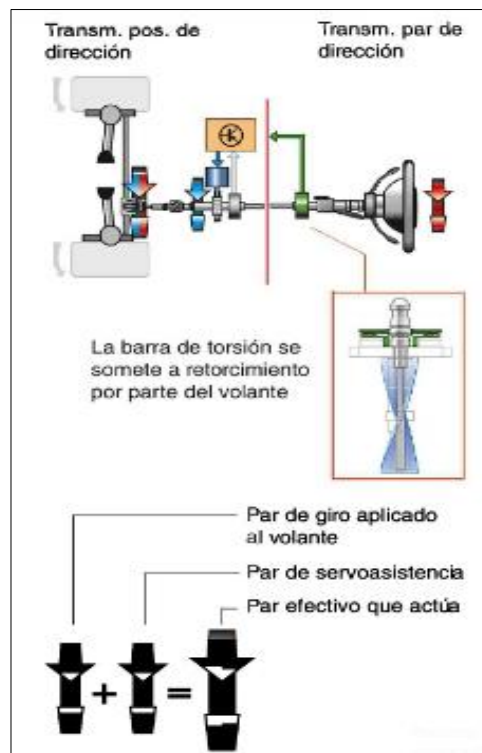 Transm. pos. de
dirección
Transm. par de
dirección
La barra de torsión se
somete a retorcimiento
por parte del volante
Par de giro aplicado
al volante
Par de servoasistencia
Par efectivo que actúa
+
=